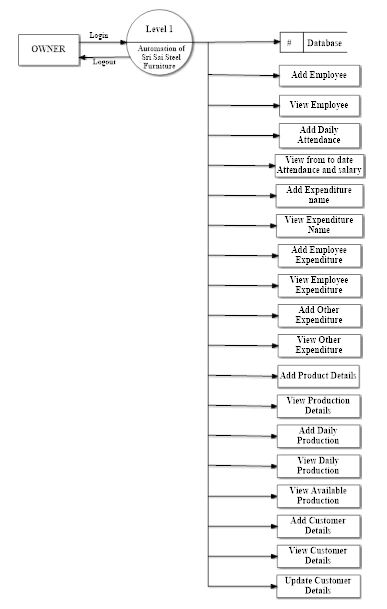 OWNER
Login
Logout
Level 1
Automation of
Sri Sai Steel
Furniture
# Database
Add Employee
View Employee
Add Daily
Attendance
View from to date
Attendance and salary
Add Expenditure
name
View Expenditure
Name
Add Employee
Expenditure
View Employee
Expenditure
Add Other
Expenditure
View Other
Expenditure
Add Product Details
View Production
Details
Add Daily
Production
View Daily
Production
View Available
Production
Add Customer
Details
View Customer
Details
Update Customer
Details